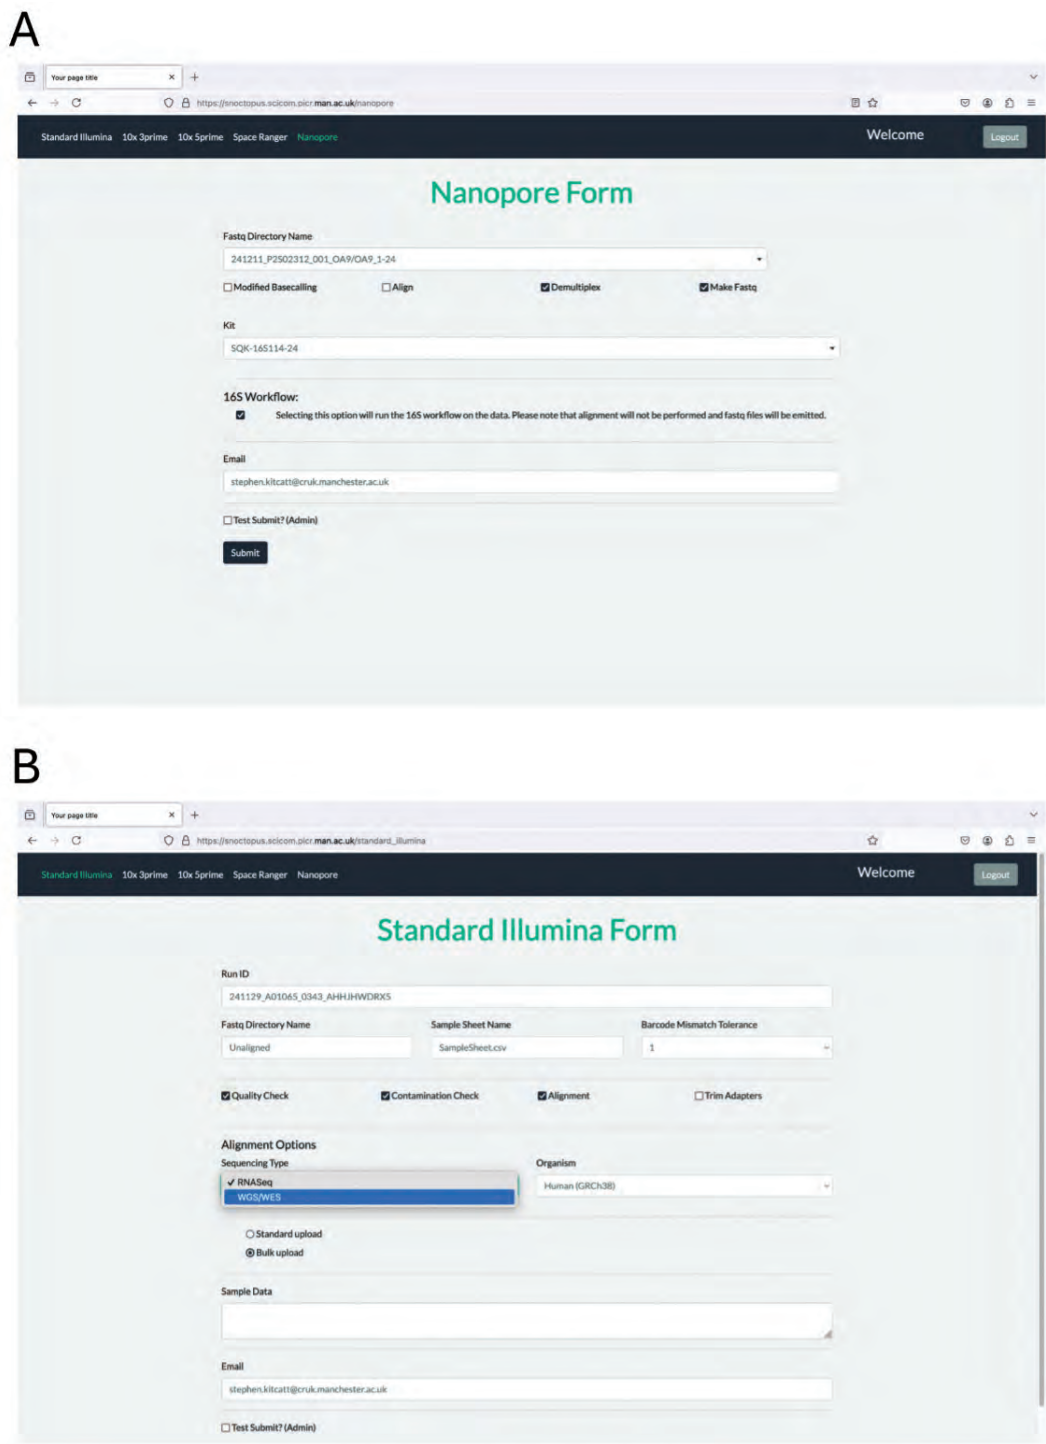 A
Your page title × +
https://snoctopus.scicom.picr.man.ac.uk/nanopore
Standard Illumina 10x 3prime 10x 5prime Space Ranger Nanopore Welcome Logout
Nanopore Form
Fastq Directory Name
241211_P2S02312_001_OA9/OA9_1-24
Modified Basecalling Align Demultiplex Make Fastq
Kit
SQK-16S114-24
16S Workflow:
Selecting this option will run the 16S workflow on the data. Please note that alignment will not be performed and fastq files will be emitted.
Email
stephen.kitcatt@cruk.manchester.ac.uk
Test Submit? (Admin)
Submit
B
Your page title × +
https://snoctopus.scicom.picr.man.ac.uk/standard_illumina
Standard Illumina 10x 3prime 10x 5prime Space Ranger Nanopore Welcome Logout
Standard Illumina Form
Run ID
241129_A01065_0343_AHHJHWDRX5
Fastq Directory Name Sample Sheet Name Barcode Mismatch Tolerance
Unaligned SampleSheet.csv 1
Quality Check Contamination Check Alignment Trim Adapters
Alignment Options
Sequencing Type Organism
✓ RNASeq Human (GRCh38)
WGS/WES
Standard upload
Bulk upload
Sample Data
Email
stephen.kitcatt@cruk.manchester.ac.uk
Test Submit? (Admin)